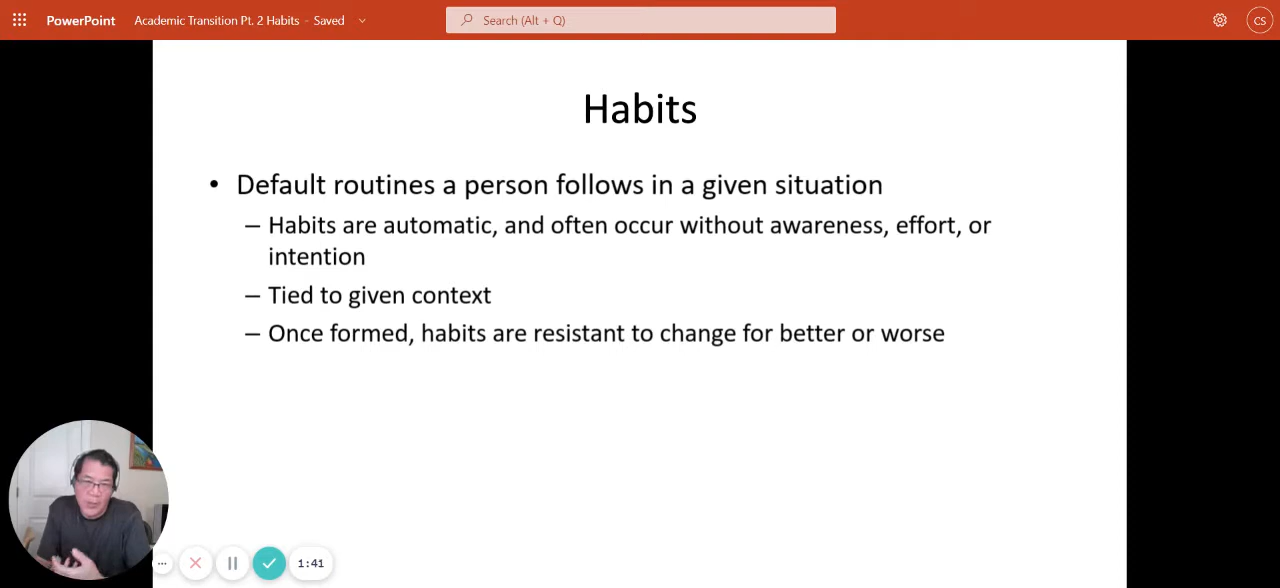 PowerPoint Academic Transition Pt. 2 Habits - Saved Search (Alt + Q) CS
Habits
• Default routines a person follows in a given situation
– Habits are automatic, and often occur without awareness, effort, or
intention
– Tied to given context
– Once formed, habits are resistant to change for better or worse
1:41